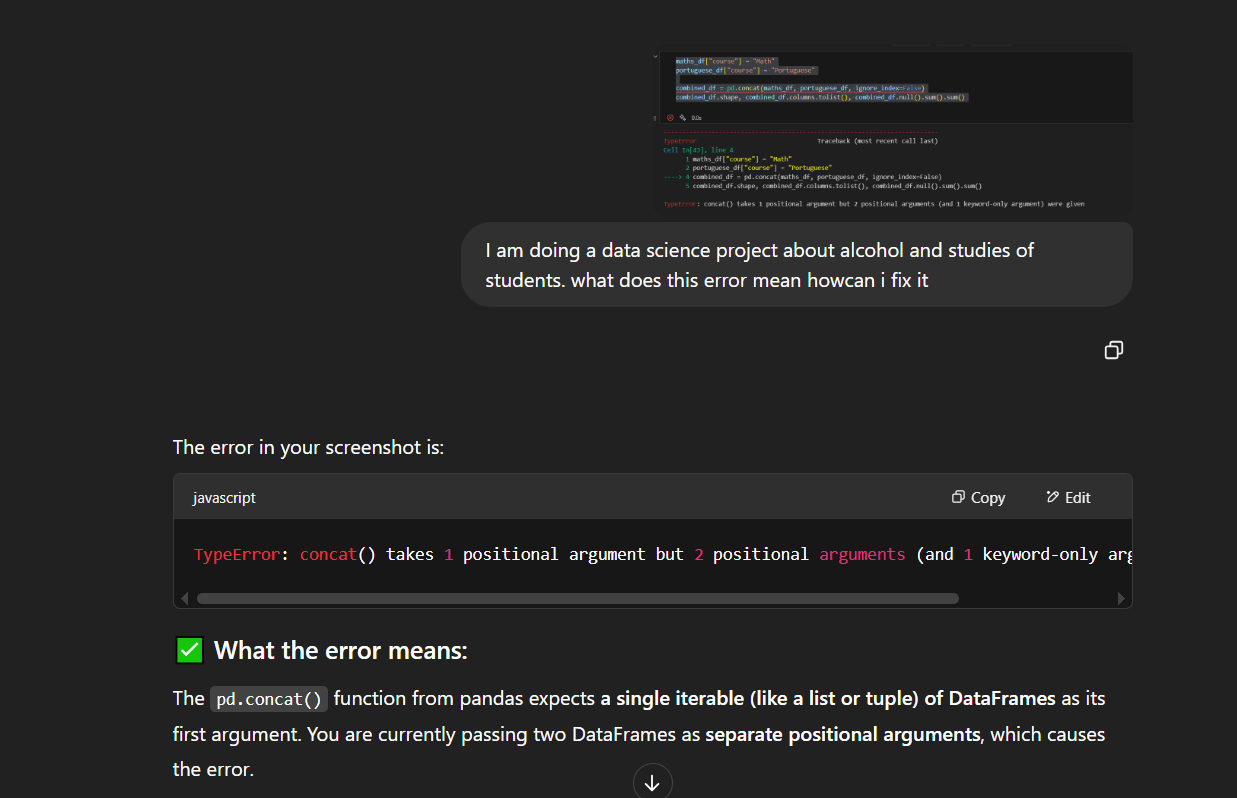 maths_df["course"] = "Math"
portuguese_df["course"] = "Portuguese"
combined_df = pd.concat(maths_df, portuguese_df, ignore_index=False)
combined_df.shape, combined_df.columns.tolist(), combined_df.null().sum().sum()
0.0s
TypeError Traceback (most recent call last)
Cell In[43], line 4
1 maths_df["course"] = "Math"
2 portuguese_df["course"] = "Portuguese"
----> 4 combined_df = pd.concat(maths_df, portuguese_df, ignore_index=False)
5 combined_df.shape, combined_df.columns.tolist(), combined_df.null().sum().sum()
TypeError: concat() takes 1 positional argument but 2 positional arguments (and 1 keyword-only argument) were given
I am doing a data science project about alcohol and studies of
students. what does this error mean howcan i fix it
The error in your screenshot is:
javascript Copy Edit
TypeError: concat() takes 1 positional argument but 2 positional arguments (and 1 keyword-only arg
What the error means:
The pd.concat() function from pandas expects a single iterable (like a list or tuple) of DataFrames as its
first argument. You are currently passing two DataFrames as separate positional arguments, which causes
the error.